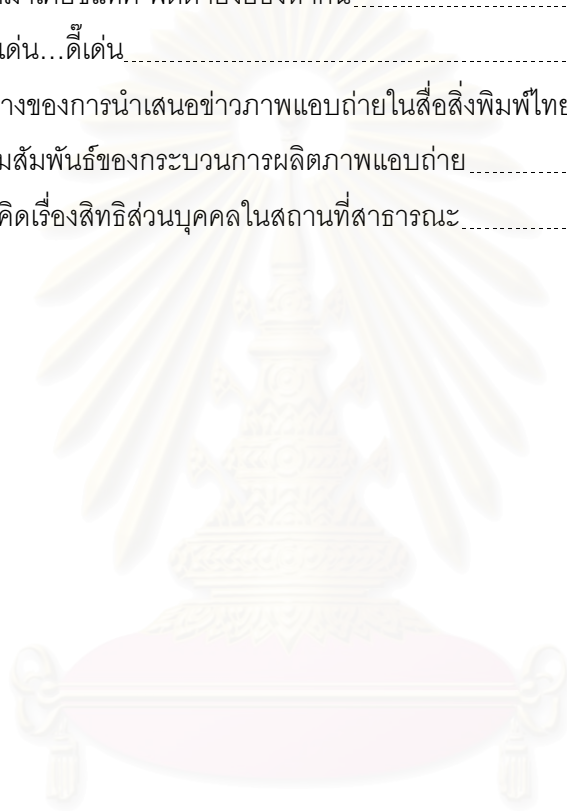 เด่น...ดี๊เด่น
างของการนำเสนอข่าวภาพแอบถ่ายในสื่อสิ่งพิมพ์ไทย
มสัมพันธ์ของกระบวนการผลิตภาพแอบถ่าย
คิดเรื่องสิทธิส่วนบุคคลในสถานที่สาธารณะ